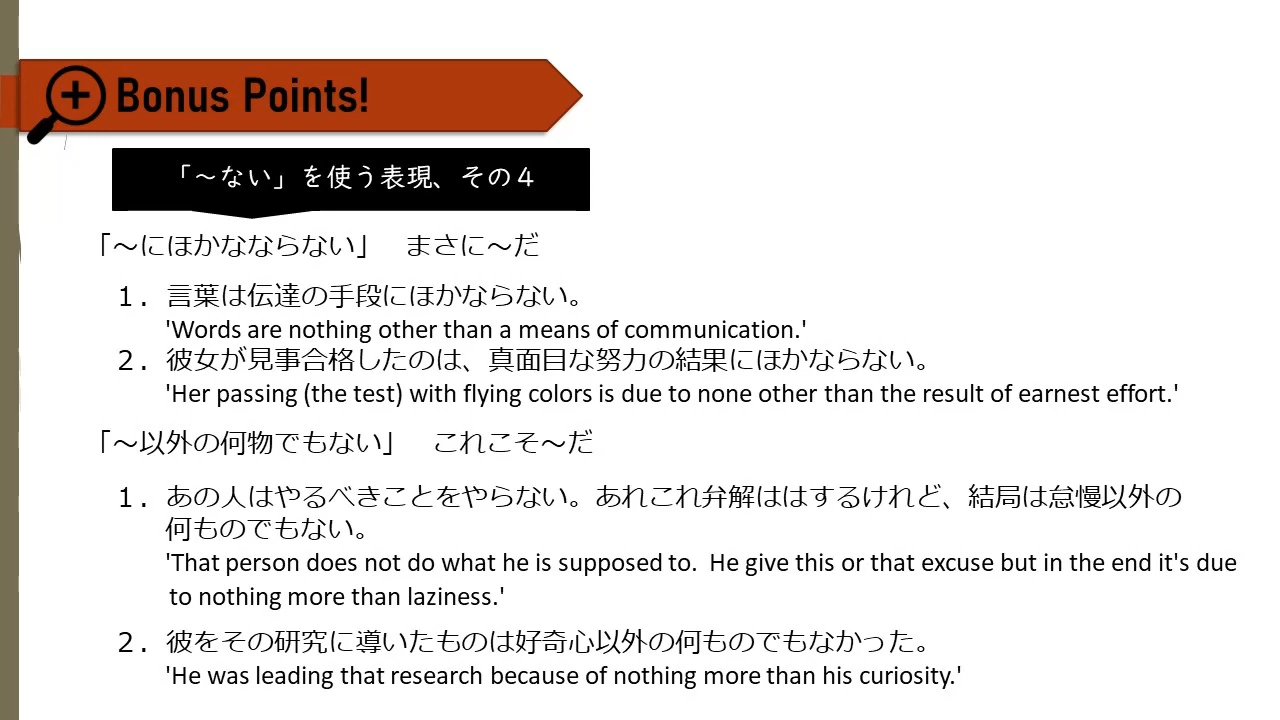 Bonus Points!
「～ない」を使う表現、その４
「～にほかなならない」　まさに～だ
１．言葉は伝達の手段にほかならない。
'Words are nothing other than a means of communication.'
２．彼女が見事合格したのは、真面目な努力の結果にほかならない。
'Her passing (the test) with flying colors is due to none other than the result of earnest effort.'
「～以外の何物でもない」　これこそ～だ
１．あの人はやるべきことをやらない。あれこれ弁解ははするけれど、結局は怠慢以外の
何ものでもない。
'That person does not do what he is supposed to.  He give this or that excuse but in the end it's due
to nothing more than laziness.'
２．彼をその研究に導いたものは好奇心以外の何ものでもなかった。
'He was leading that research because of nothing more than his curiosity.'